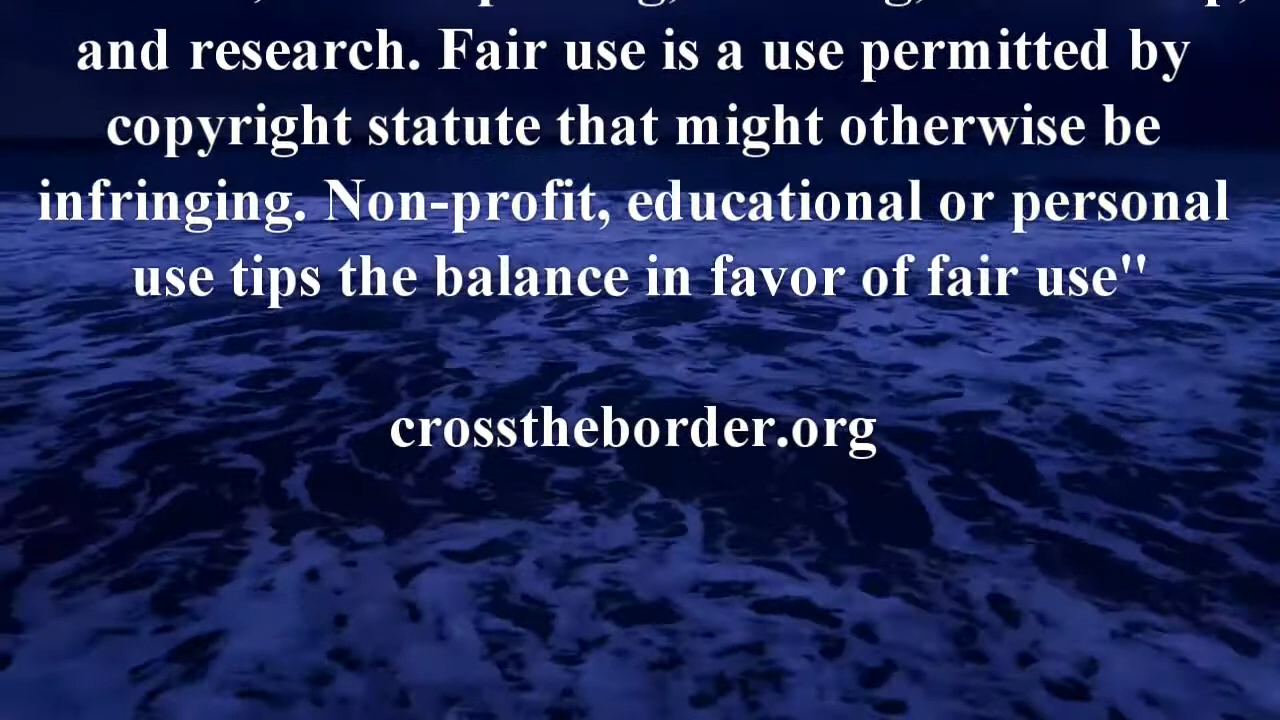 and research. Fair use is a use permitted by
copyright statute that might otherwise be
infringing. Non-profit, educational or personal
use tips the balance in favor of fair use"
crosstheborder.org